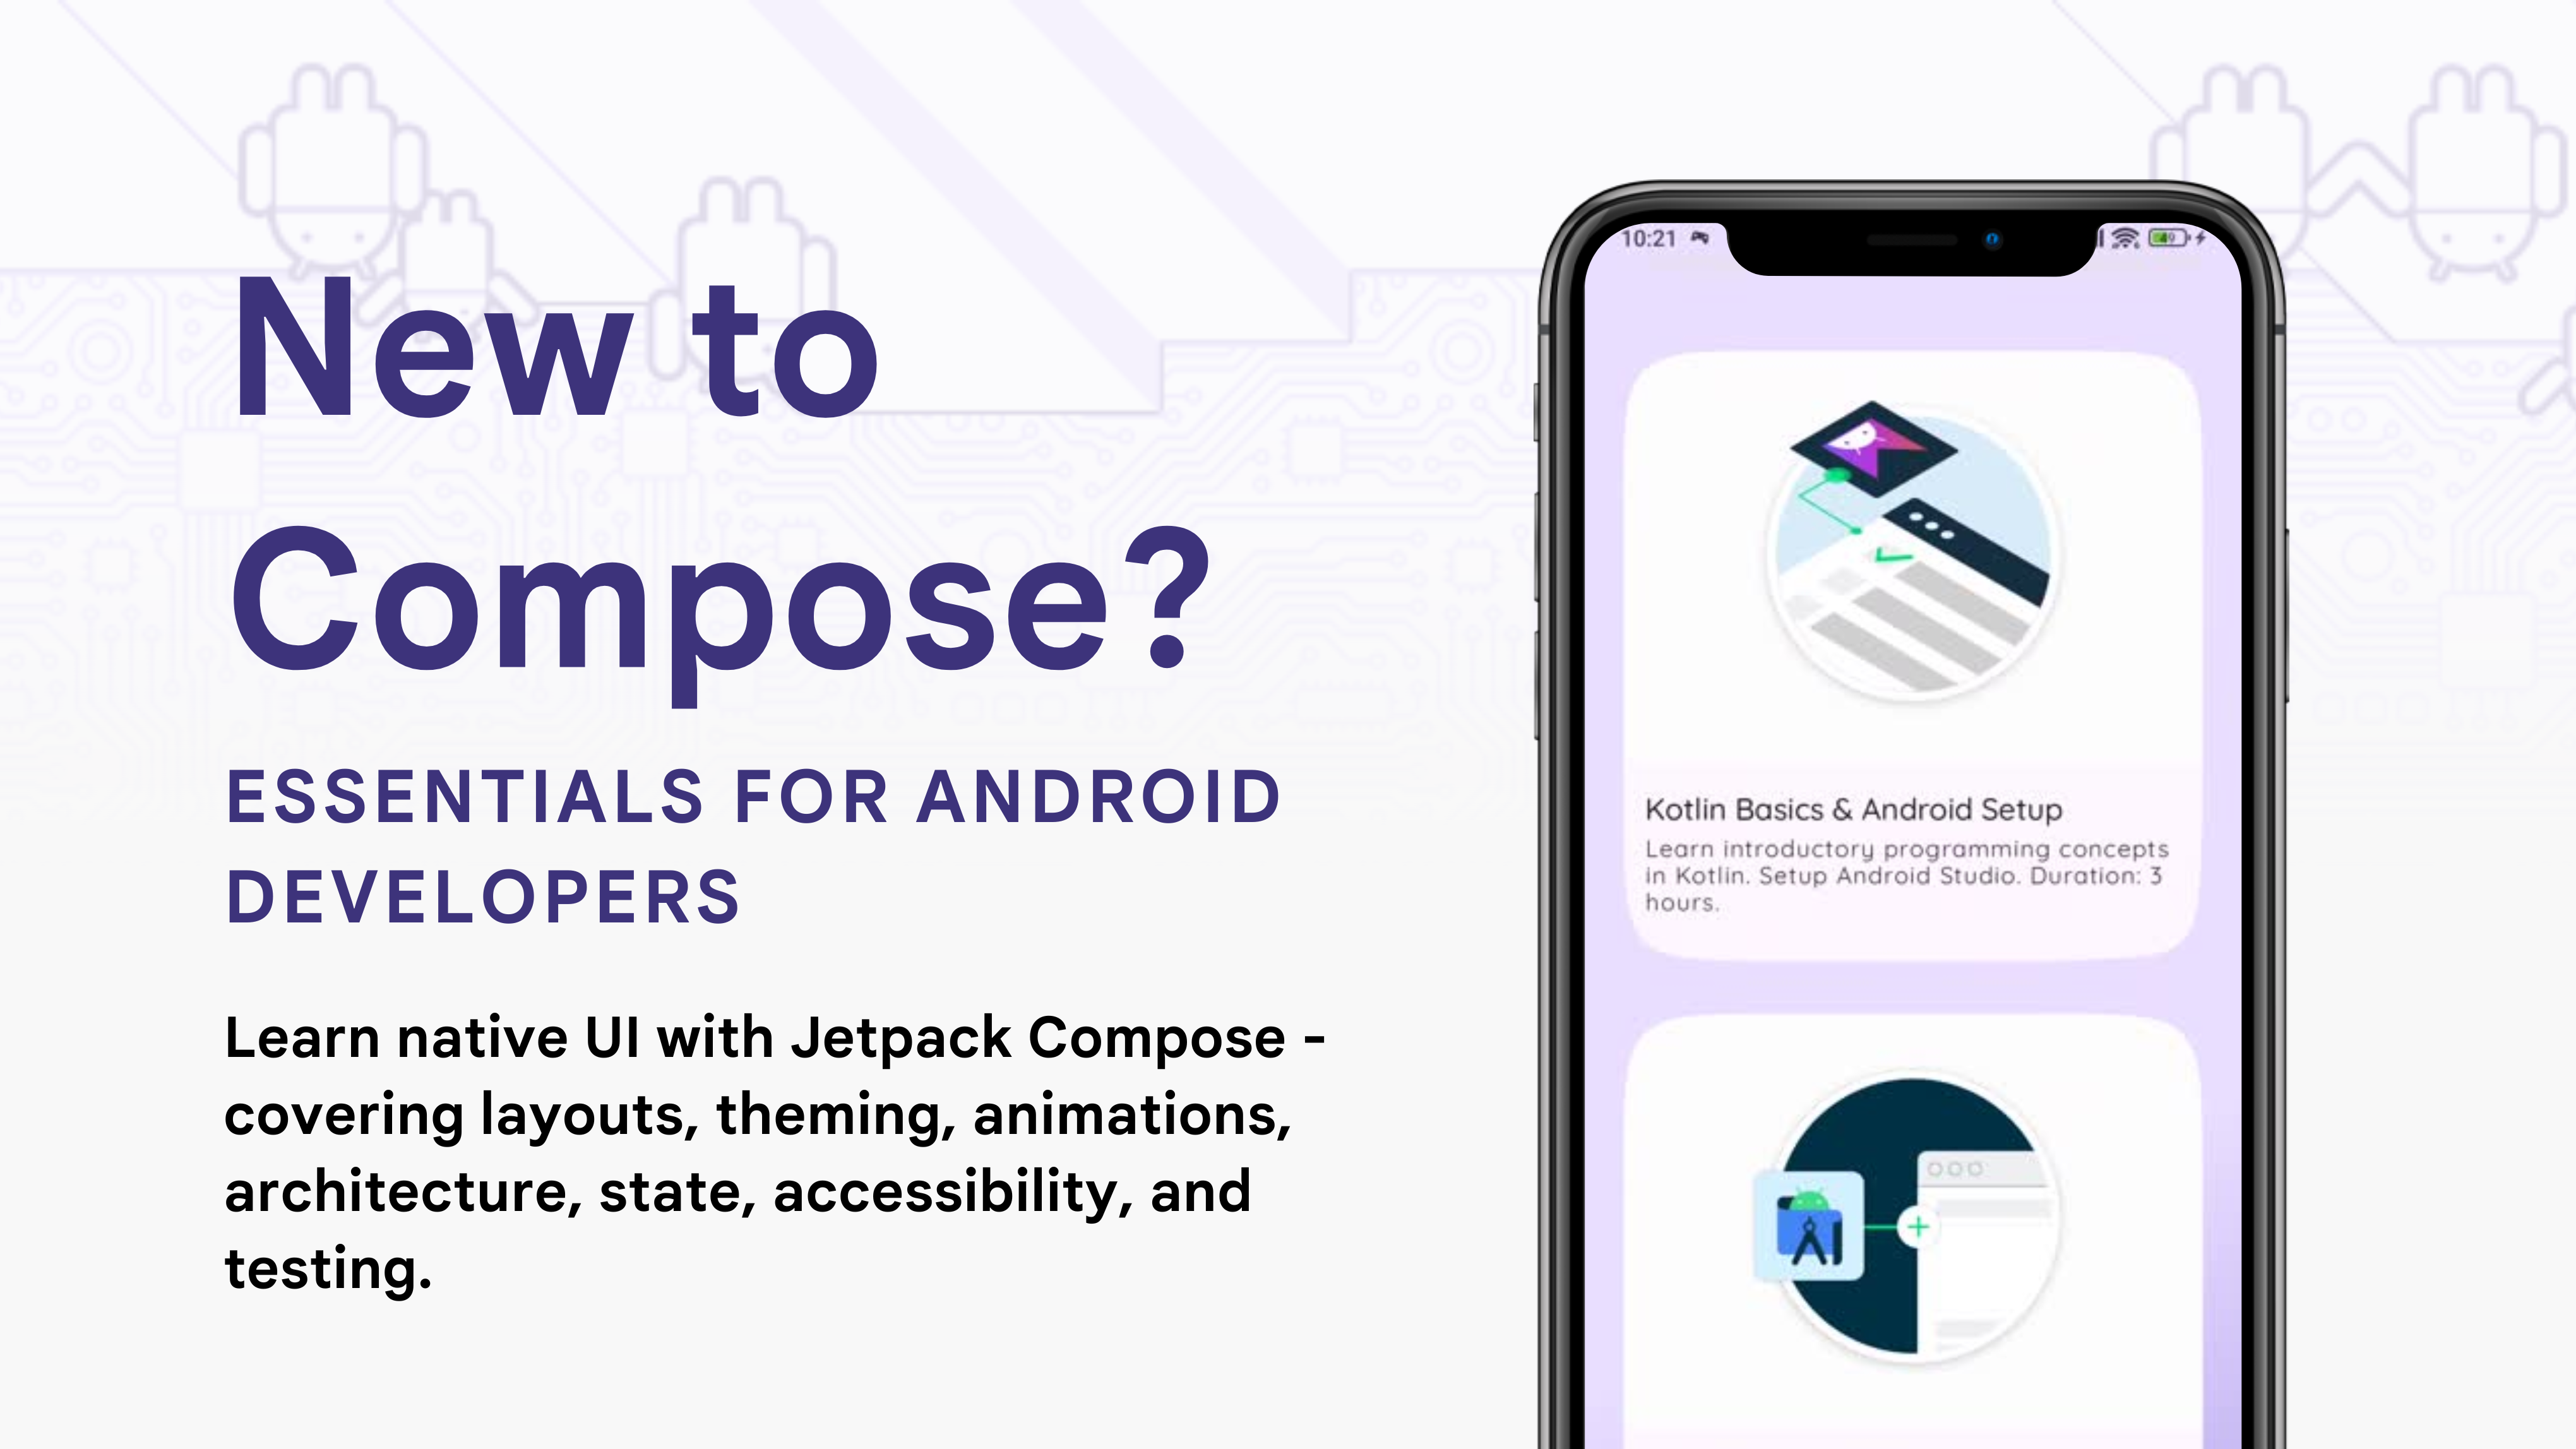 New to
Compose?
ESSENTIALS FOR ANDROID
DEVELOPERS
Learn native UI with Jetpack Compose -
covering layouts, theming, animations,
architecture, state, accessibility, and
testing.
10:21
49
Kotlin Basics & Android Setup
Learn introductory programming concepts
in Kotlin. Setup Android Studio. Duration: 3
hours.